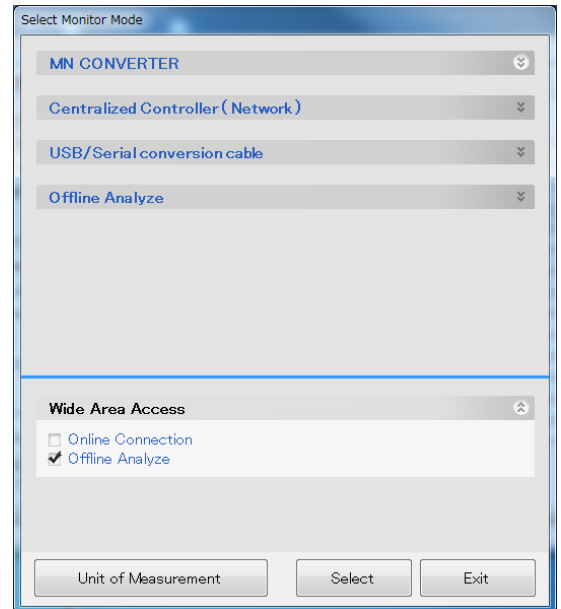 Select Monitor Mode
MN CONVERTER
Centralized Controller ( Network )
USB/Serial conversion cable
Offline Analyze
Wide Area Access
Online Connection
Offline Analyze
Unit of Measurement Select Exit